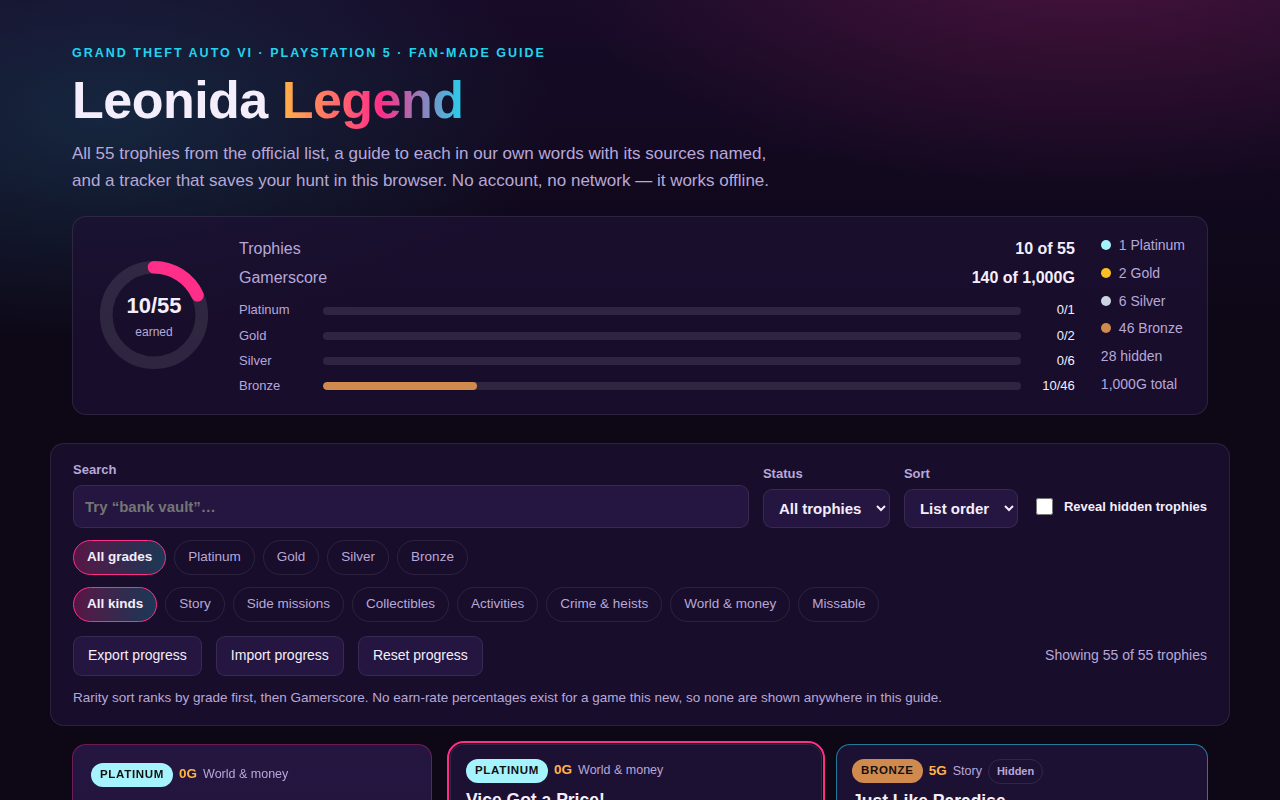 GRAND THEFT AUTO VI · PLAYSTATION 5 · FAN-MADE GUIDE
Leonida Legend
All 55 trophies from the official list, a guide to each in our own words with its sources named,
and a tracker that saves your hunt in this browser. No account, no network — it works offline.
10/55
earned
Trophies 10 of 55
Gamerscore 140 of 1,000G
Platinum 0/1
Gold 0/2
Silver 0/6
Bronze 10/46
1 Platinum
2 Gold
6 Silver
46 Bronze
28 hidden
1,000G total
Search
Try “bank vault”…
Status
All trophies
Sort
List order
Reveal hidden trophies
All grades Platinum Gold Silver Bronze
All kinds Story Side missions Collectibles Activities Crime & heists World & money Missable
Export progress Import progress Reset progress Showing 55 of 55 trophies
Rarity sort ranks by grade first, then Gamerscore. No earn-rate percentages exist for a game this new, so none are shown anywhere in this guide.
PLATINUM 0G World & money
PLATINUM 0G World & money
Vice Got a Price!
BRONZE 5G Story Hidden
Just Like Paradise